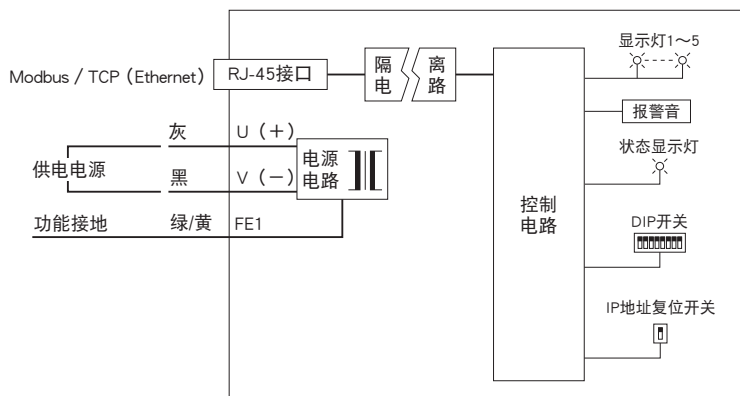 显示灯1～5
Modbus / TCP (Ethernet)
RJ-45接口
隔
电
离
路
报警音
灰
U（＋）
状态显示灯
供电电源
电源
电路
黑
V（－）
控制
电路
功能接地
绿/黄
FE1
DIP开关
IP地址复位开关